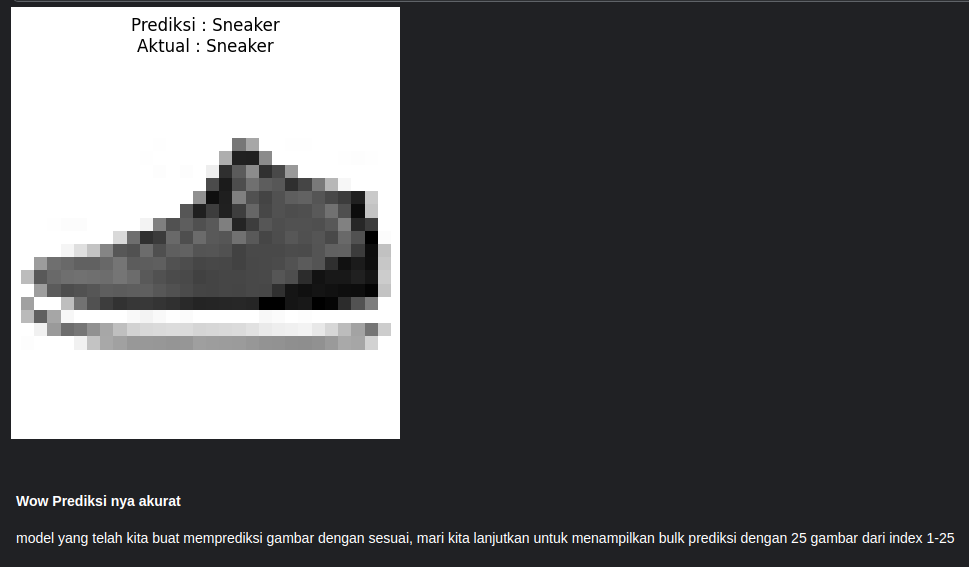 Prediksi : Sneaker
Aktual : Sneaker
Wow Prediksi nya akurat
model yang telah kita buat memprediksi gambar dengan sesuai, mari kita lanjutkan untuk menampilkan bulk prediksi dengan 25 gambar dari index 1-25